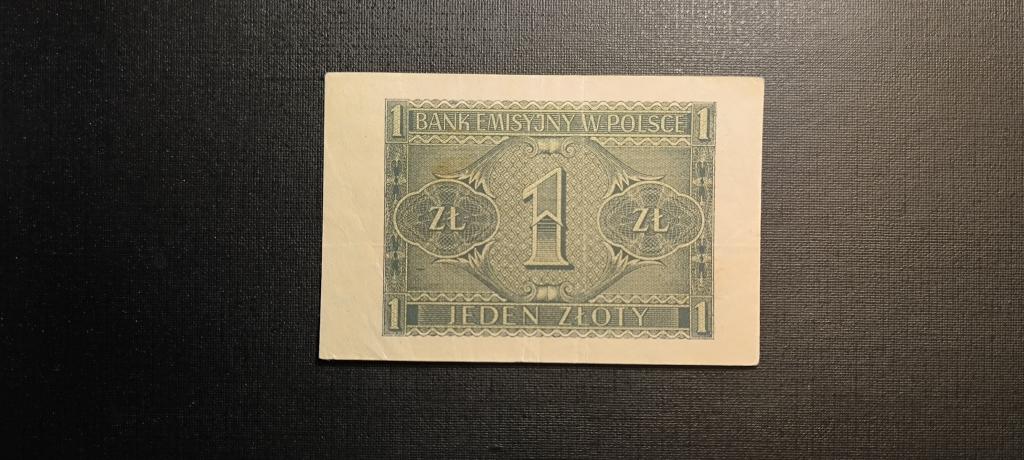 1 BANK EMISYJNY W POLSCE 1
ZŁ 1 ZŁ
1 JEDEN ZŁOTY 1